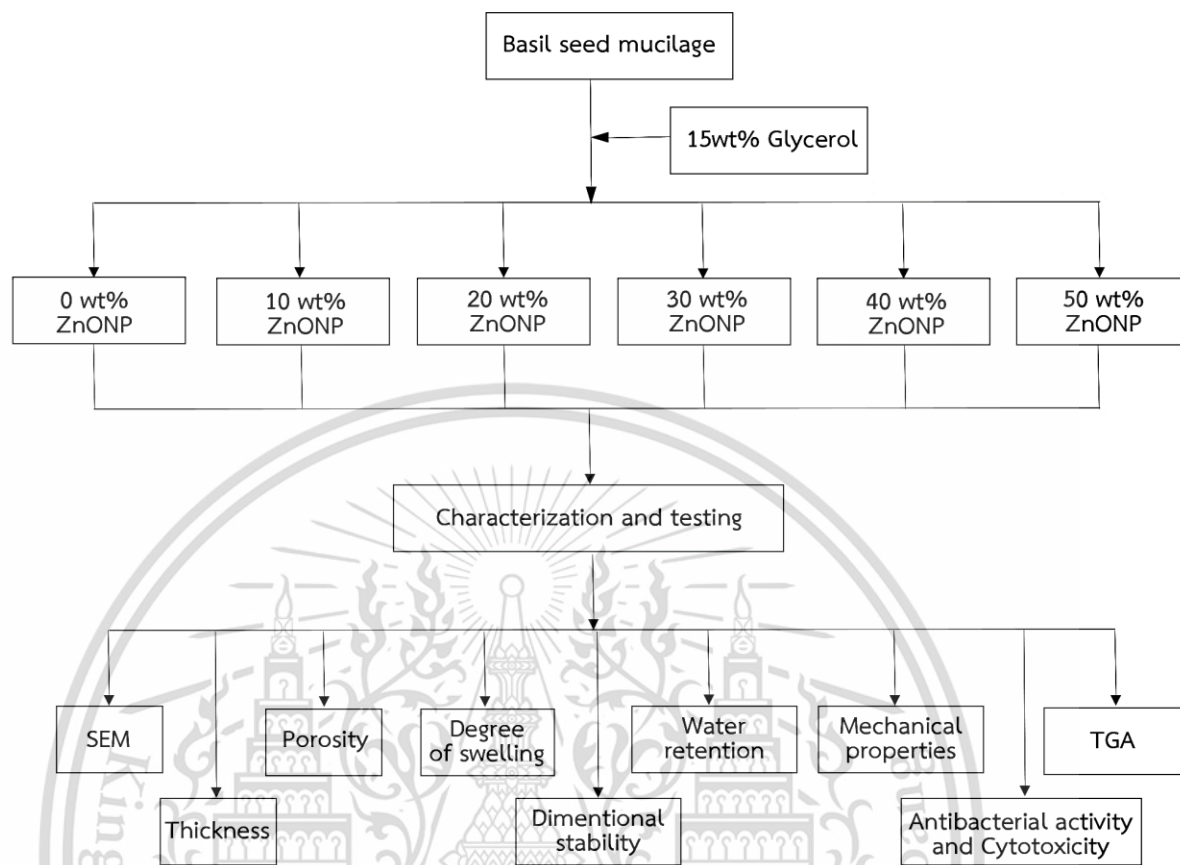 Basil seed mucilage
15wt% Glycerol
0 wt%
ZnONP
10 wt%
ZnONP
20 wt%
ZnONP
30 wt%
ZnONP
40 wt%
ZnONP
50 wt%
ZnONP
Characterization and testing
SEM
Porosity
Degree
of swelling
Water
retention
Mechanical
properties
TGA
Thickness
Dimentional
stability
Antibacterial activity
and Cytotoxicity
King